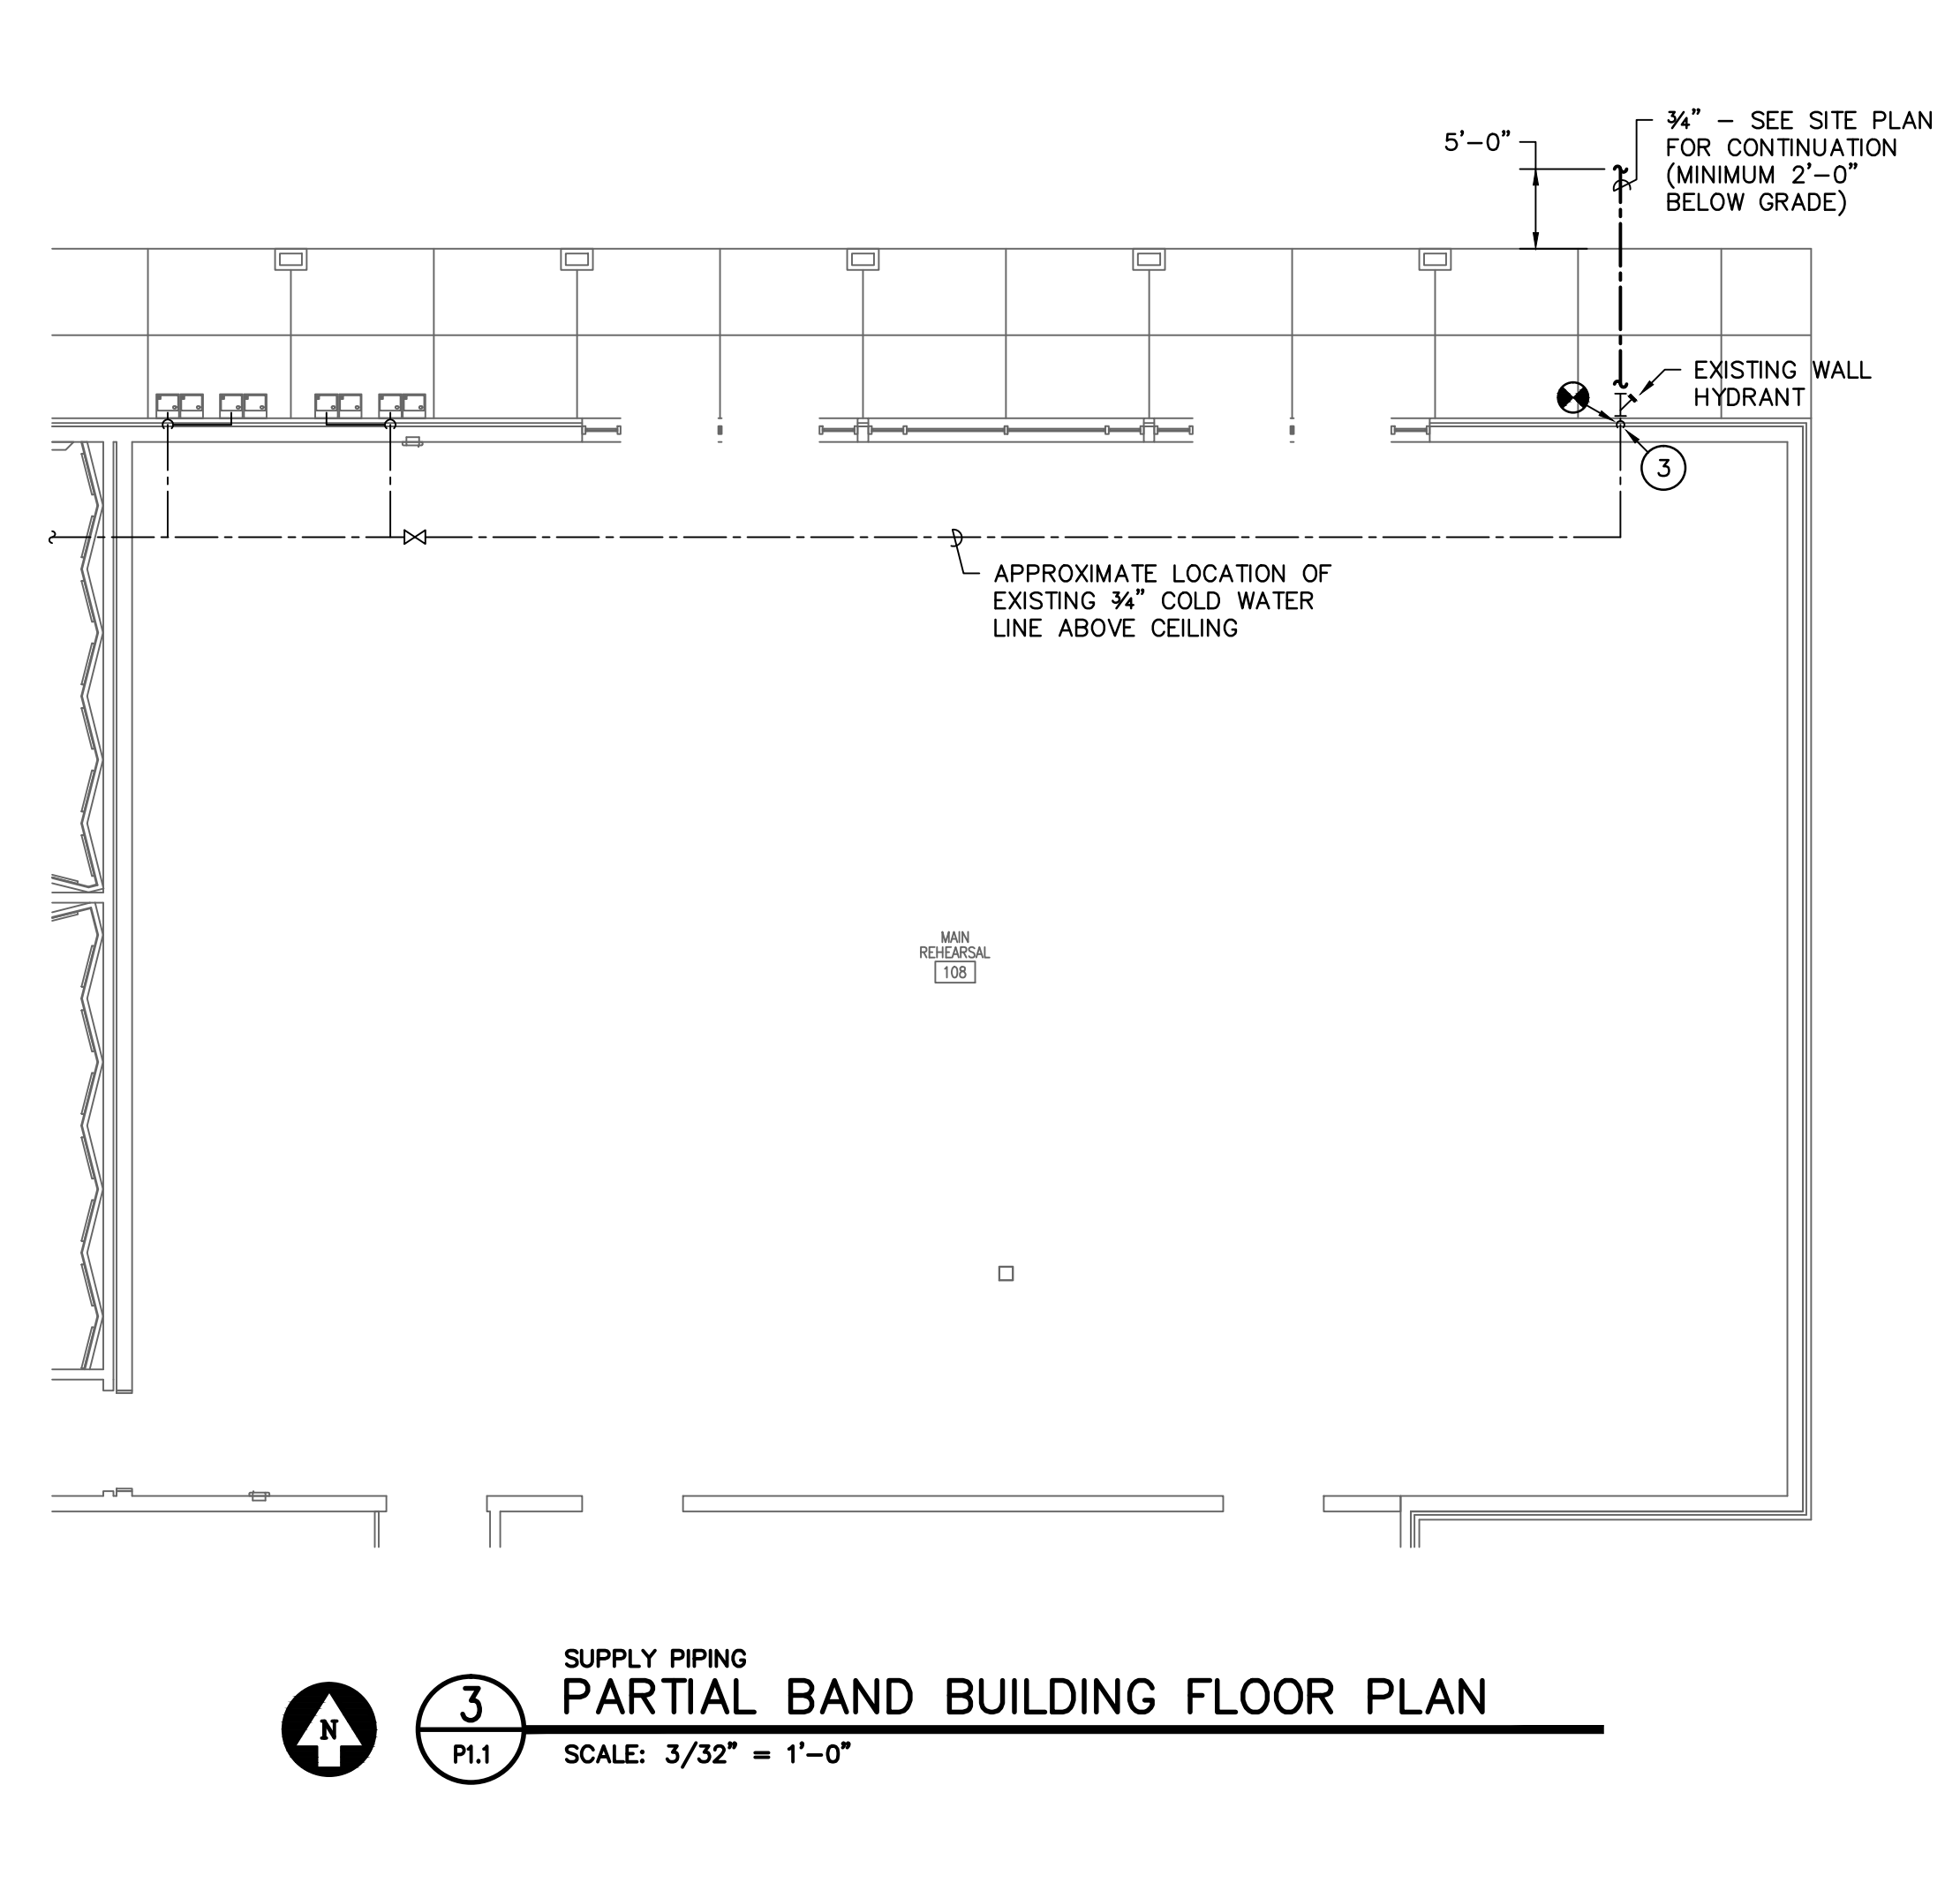 5'-0"
¾" - SEE SITE PLAN
FOR CONTINUATION
(MINIMUM 2'-0"
BELOW GRADE)
EXISTING WALL
HYDRANT
3
APPROXIMATE LOCATION OF
EXISTING ¾" COLD WATER
LINE ABOVE CEILING
MAIN
REHEARSAL
108
N
3
P1.1
SUPPLY PIPING
PARTIAL BAND BUILDING FLOOR PLAN
SCALE: 3/32" = 1'-0"